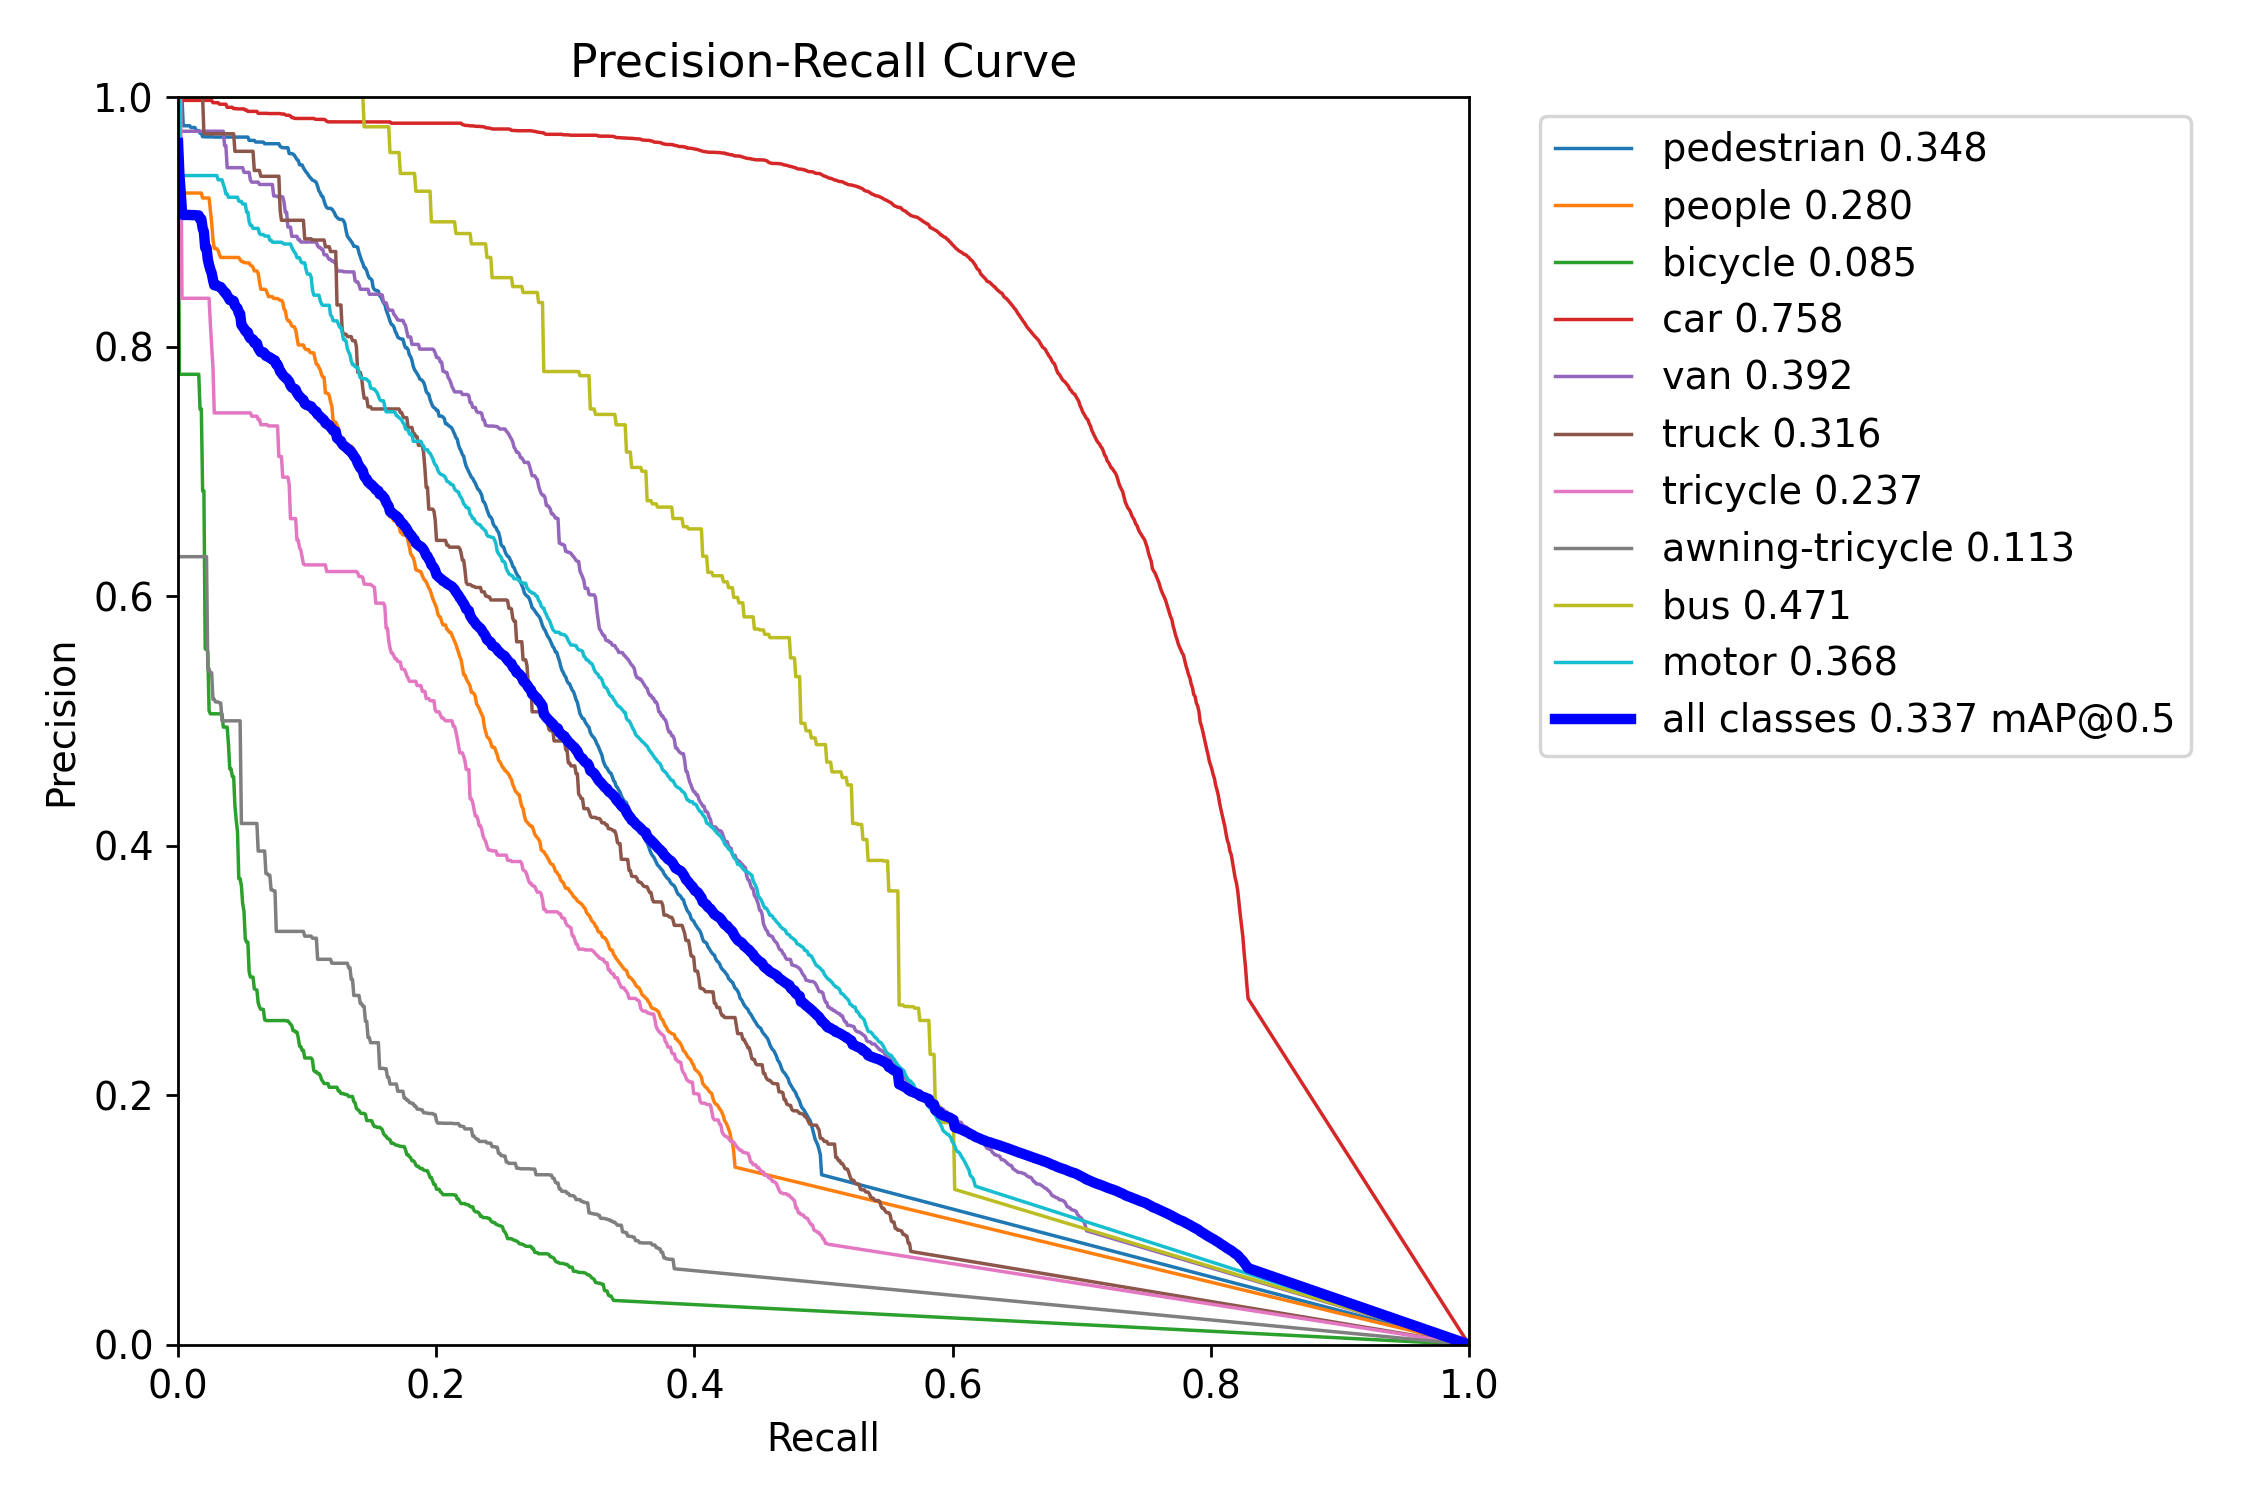 Precision-Recall Curve
1.0
0.8
0.6
0.4
0.2
0.0
Precision
0.0 0.2 0.4 0.6 0.8 1.0
Recall
pedestrian 0.348
people 0.280
bicycle 0.085
car 0.758
van 0.392
truck 0.316
tricycle 0.237
awning-tricycle 0.113
bus 0.471
motor 0.368
all classes 0.337 mAP@0.5